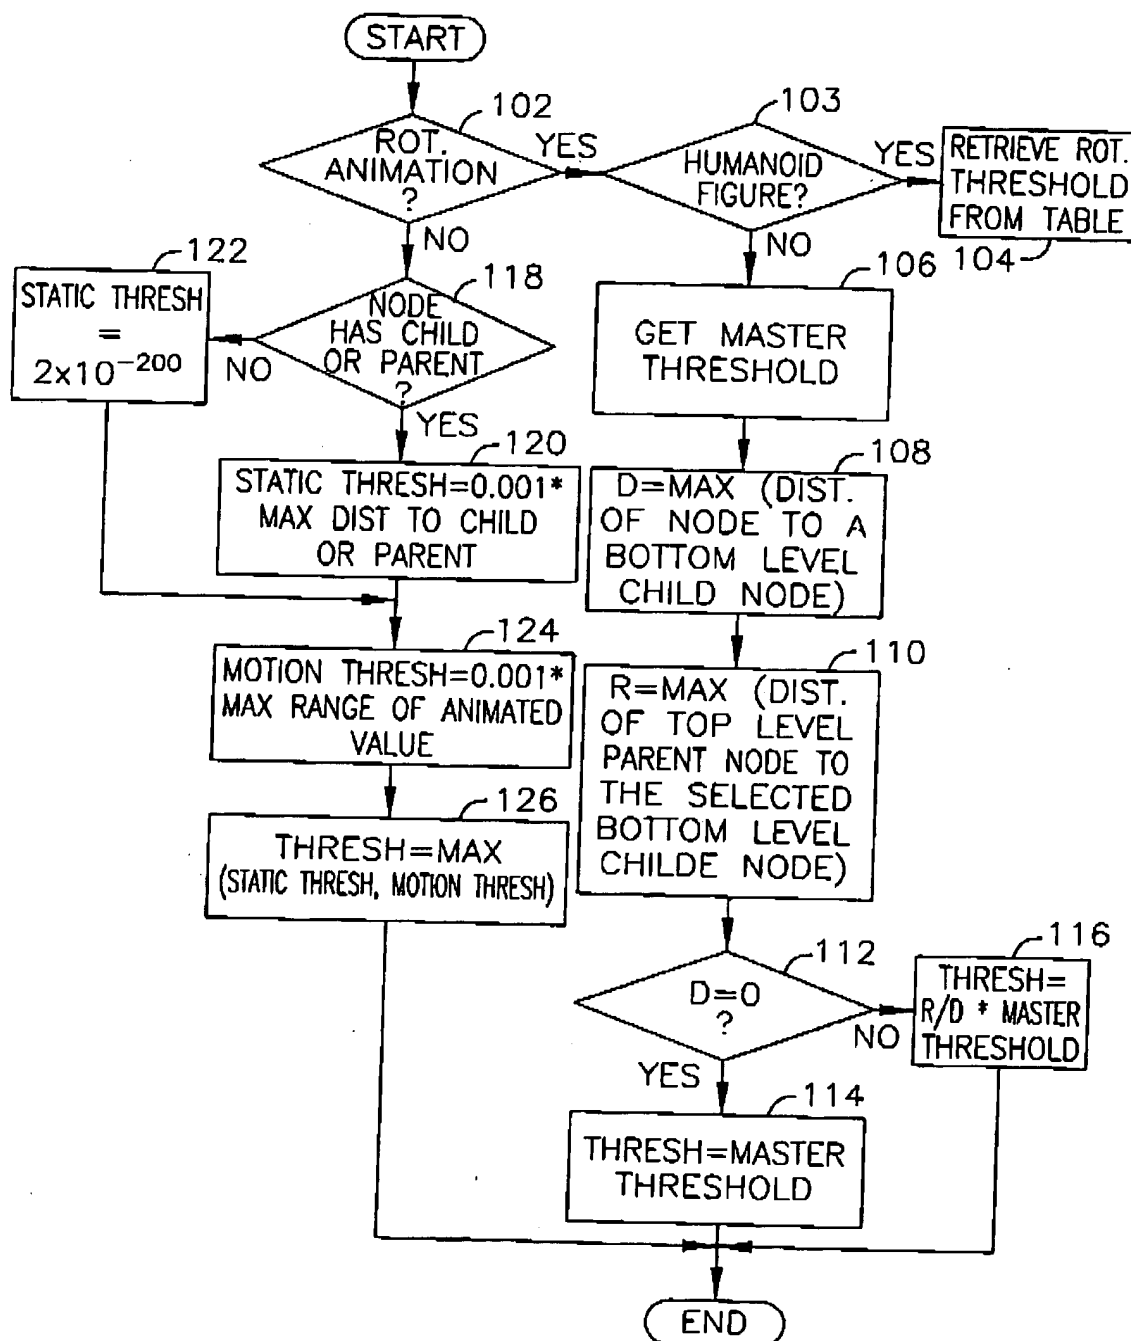 START
102
ROT.
ANIMATION
?
YES
NO
103
HUMANOID
FIGURE?
YES
NO
RETRIEVE ROT.
THRESHOLD
FROM TABLE
104
122
STATIC THRESH
=
2x10⁻²⁰⁰
118
NODE
HAS CHILD
OR PARENT
?
NO
YES
106
GET MASTER
THRESHOLD
120
STATIC THRESH=0.001*
MAX DIST TO CHILD
OR PARENT
108
D=MAX (DIST.
OF NODE TO A
BOTTOM LEVEL
CHILD NODE)
124
MOTION THRESH=0.001*
MAX RANGE OF ANIMATED
VALUE
110
R=MAX (DIST.
OF TOP LEVEL
PARENT NODE TO
THE SELECTED
BOTTOM LEVEL
CHILDE NODE)
126
THRESH=MAX
(STATIC THRESH, MOTION THRESH)
112
D=0
?
NO
YES
116
THRESH=
R/D * MASTER
THRESHOLD
114
THRESH=MASTER
THRESHOLD
END